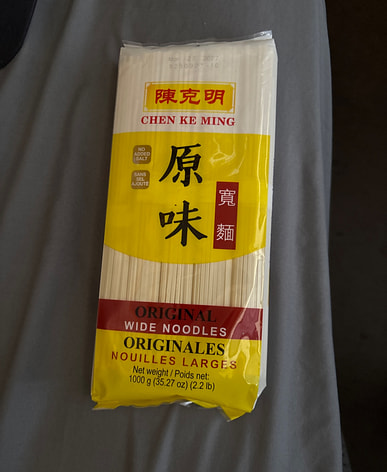 陳克明
CHEN KE MING
NO
ADDED
SALT
SANS
SEL
AJOUTÉ
原味
寬麵
ORIGINAL
WIDE NOODLES
ORIGINALES
NOUILLES LARGES
Net weight / Poids net:
1000 g (35.27 oz) (2.2 lb)